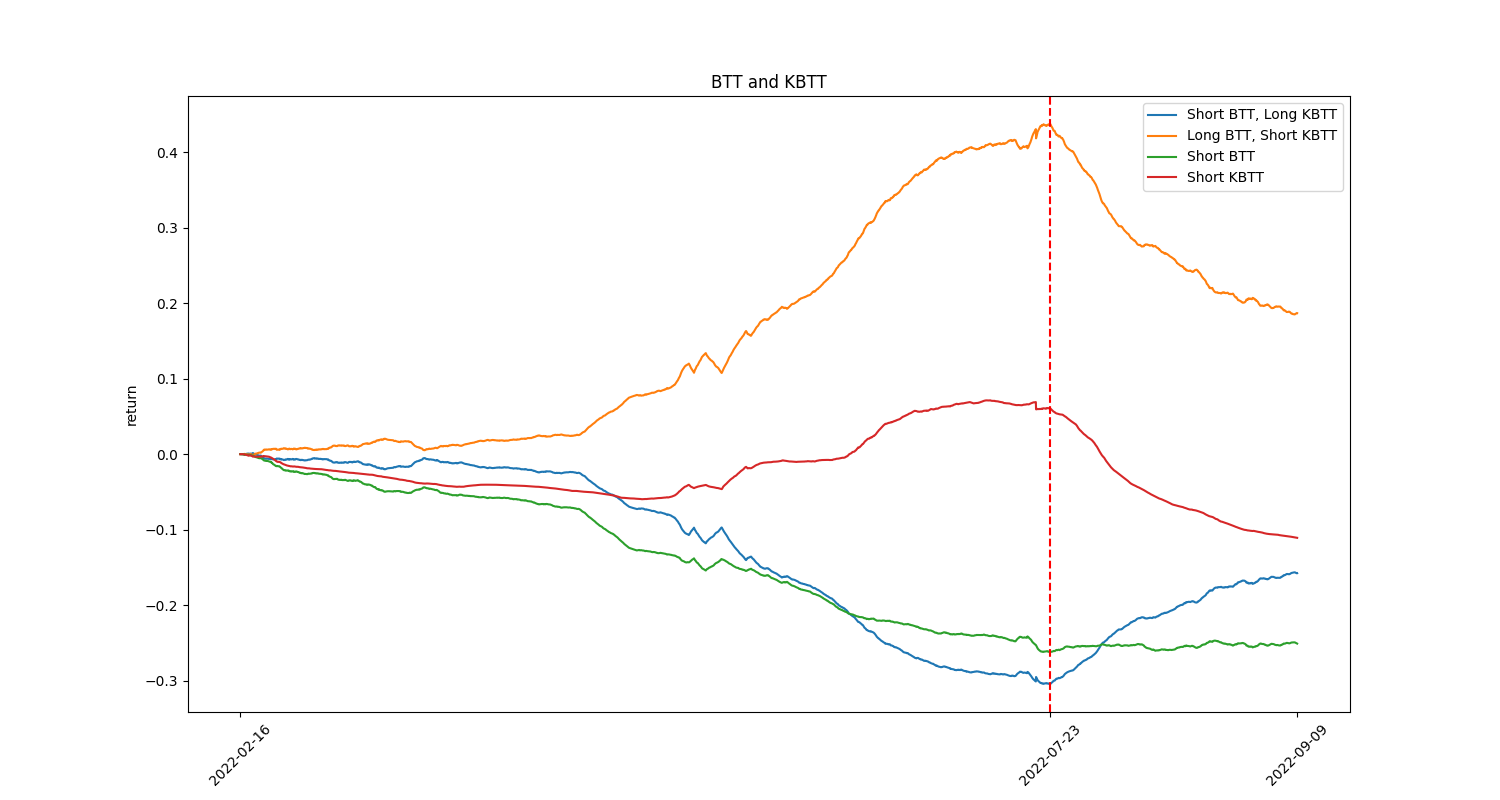 BTT and KBTT
Short BTT, Long KBTT
Long BTT, Short KBTT
Short BTT
Short KBTT
return
0.4
0.3
0.2
0.1
0.0
−0.1
−0.2
−0.3
2022-02-16
2022-07-23
2022-09-09